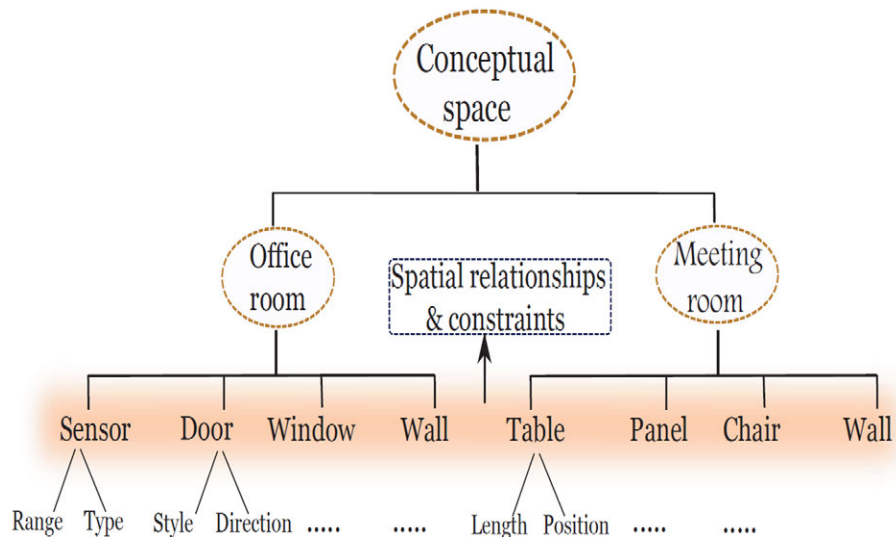 Conceptual
space
Office
room
Spatial relationships
& constraints
Meeting
room
Sensor Door Window Wall Table Panel Chair Wall
Range Type Style Direction ..... ..... Length Position ..... .....